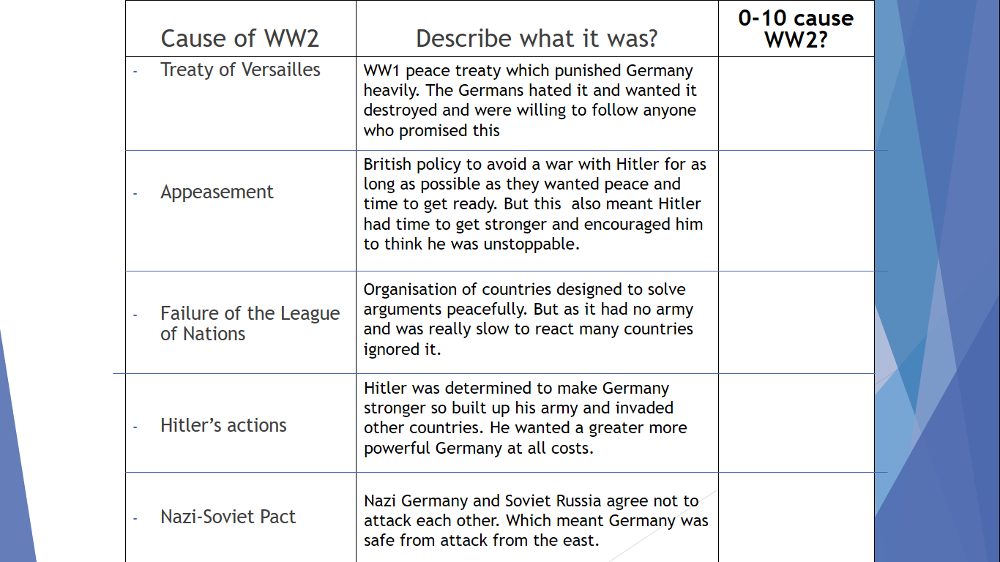 Cause of WW2
Describe what it was?
0-10 cause
WW2?
- Treaty of Versailles
WW1 peace treaty which punished Germany
heavily. The Germans hated it and wanted it
destroyed and were willing to follow anyone
who promised this
- Appeasement
British policy to avoid a war with Hitler for as
long as possible as they wanted peace and
time to get ready. But this  also meant Hitler
had time to get stronger and encouraged him
to think he was unstoppable.
- Failure of the League
of Nations
Organisation of countries designed to solve
arguments peacefully. But as it had no army
and was really slow to react many countries
ignored it.
- Hitler’s actions
Hitler was determined to make Germany
stronger so built up his army and invaded
other countries. He wanted a greater more
powerful Germany at all costs.
- Nazi-Soviet Pact
Nazi Germany and Soviet Russia agree not to
attack each other. Which meant Germany was
safe from attack from the east.